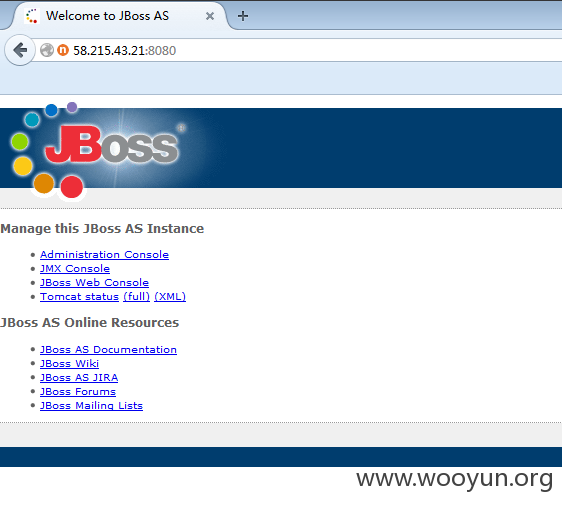 Welcome to JBoss AS
58.215.43.21:8080
JBoss
Manage this JBoss AS Instance
Administration Console
JMX Console
JBoss Web Console
Tomcat status (full) (XML)
JBoss AS Online Resources
JBoss AS Documentation
JBoss Wiki
JBoss AS JIRA
JBoss Forums
JBoss Mailing Lists
www.wooyun.org